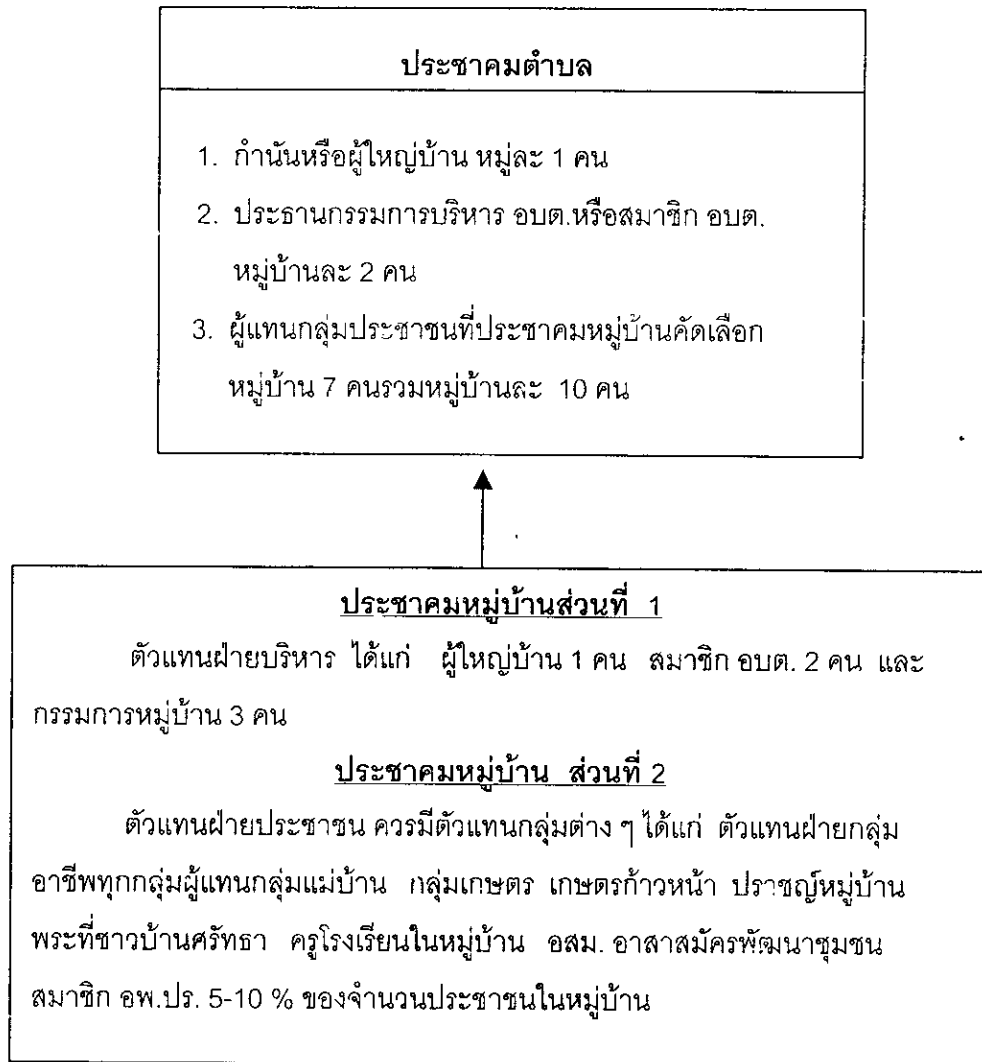 ประชาคมตำบล
1. กำนันหรือผู้ใหญ่บ้าน หมู่ละ 1 คน
2. ประธานกรรมการบริหาร อบต.หรือสมาชิก อบต.
หมู่บ้านละ 2 คน
3. ผู้แทนกลุ่มประชาชนที่ประชาคมหมู่บ้านคัดเลือก
หมู่บ้าน 7 คนรวมหมู่บ้านละ 10 คน
ประชาคมหมู่บ้านส่วนที่ 1
ตัวแทนฝ่ายบริหาร ได้แก่ ผู้ใหญ่บ้าน 1 คน สมาชิก อบต. 2 คน และ
กรรมการหมู่บ้าน 3 คน
ประชาคมหมู่บ้าน ส่วนที่ 2
ตัวแทนฝ่ายประชาชน ควรมีตัวแทนกลุ่มต่าง ๆ ได้แก่ ตัวแทนฝ่ายกลุ่ม
อาชีพทุกกลุ่มผู้แทนกลุ่มแม่บ้าน กลุ่มเกษตร เกษตรก้าวหน้า ปราชญ์หมู่บ้าน
พระที่ชาวบ้านศรัทธา ครูโรงเรียนในหมู่บ้าน อสม. อาสาสมัครพัฒนาชุมชน
สมาชิก อพ.ปร. 5-10 % ของจำนวนประชาชนในหมู่บ้าน